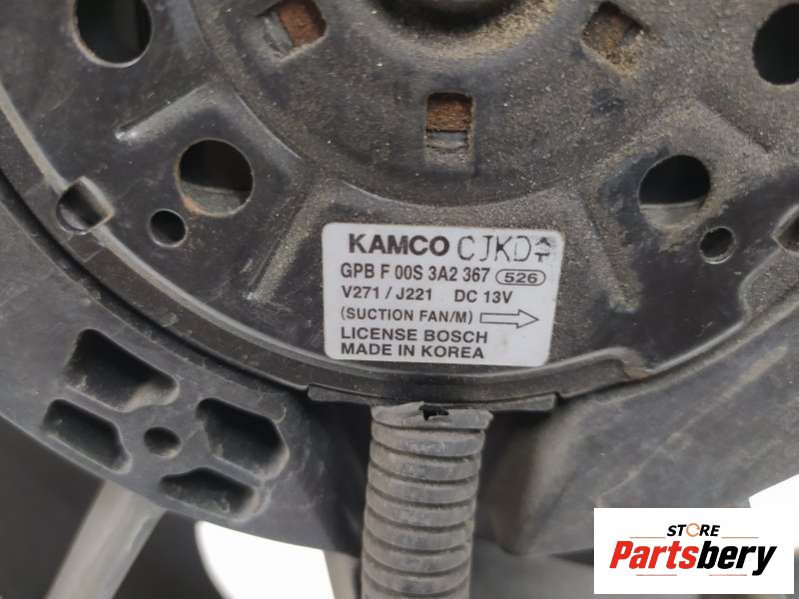 KAMCO CJKD
GPB F 00S 3A2 367 526
V271 / J221 DC 13V
(SUCTION FAN/M)
LICENSE BOSCH
MADE IN KOREA
STORE
Partsbery